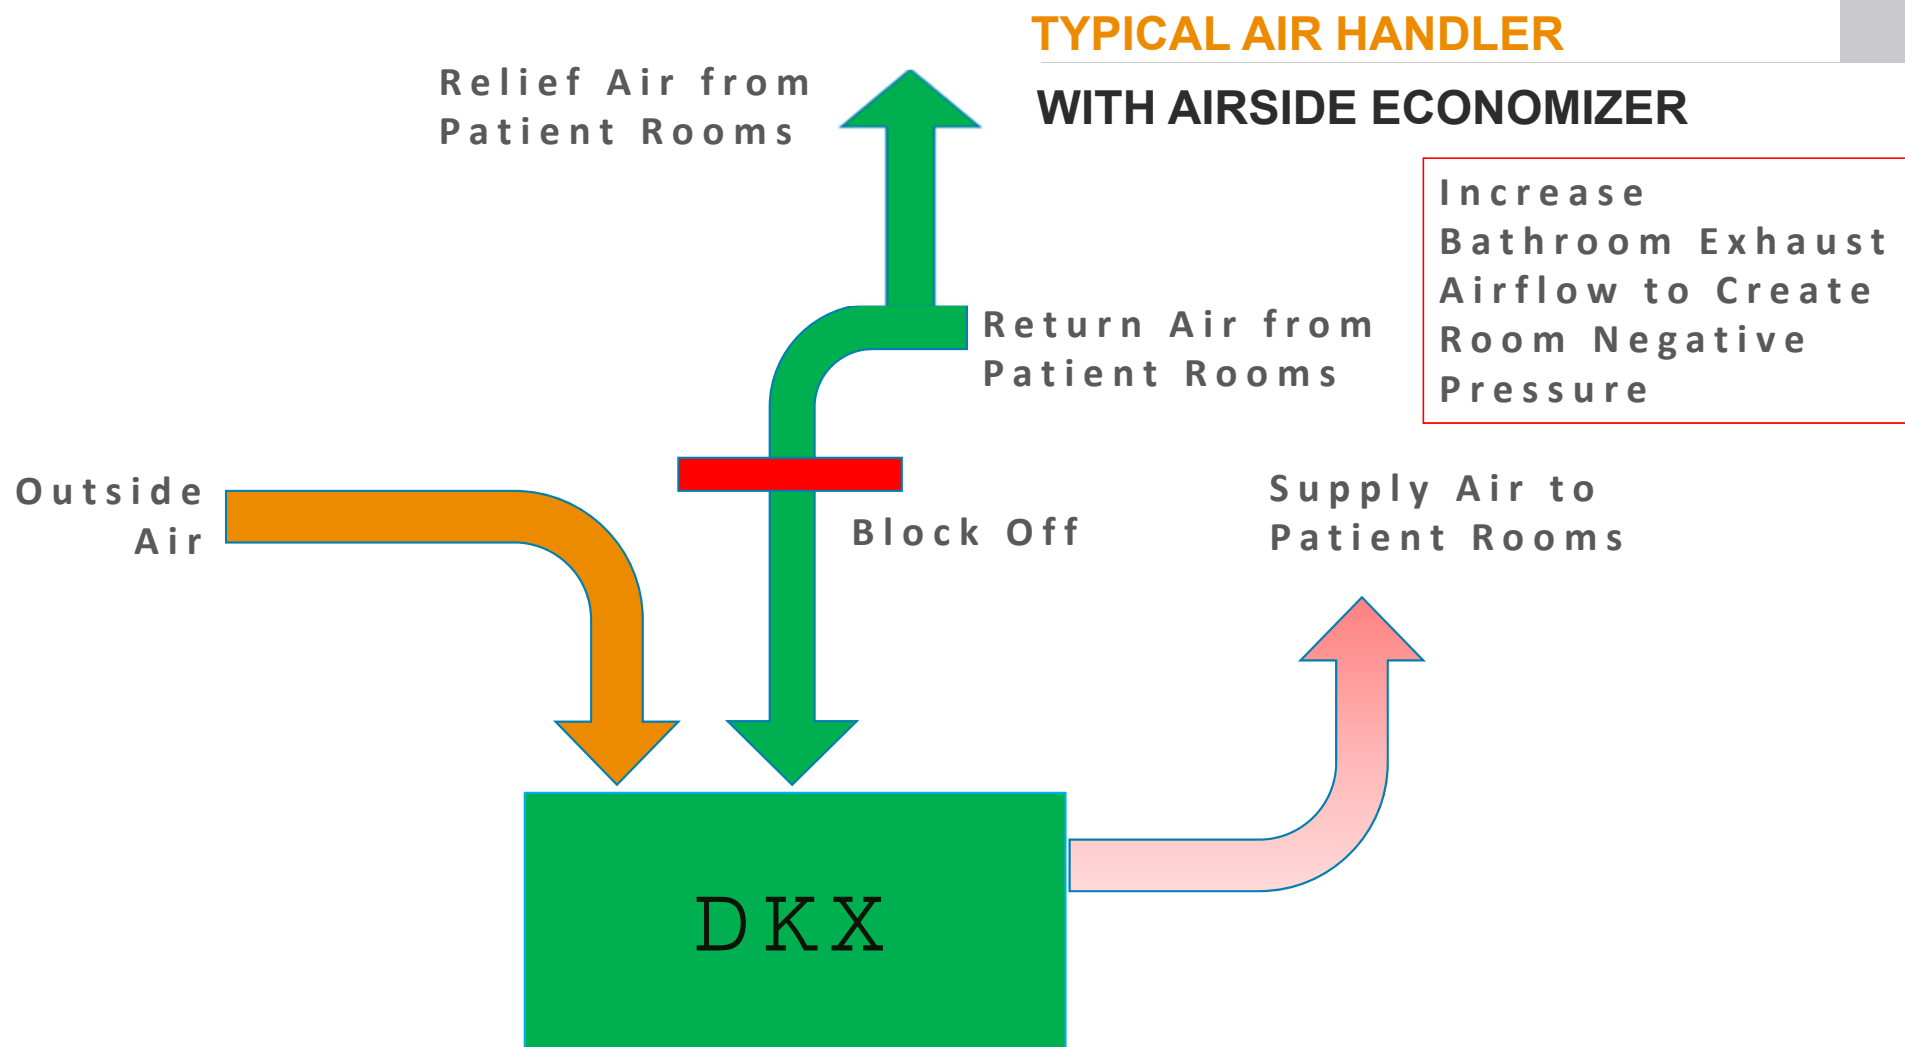 TYPICAL AIR HANDLER
WITH AIRSIDE ECONOMIZER
Relief Air from
Patient Rooms
Increase
Bathroom Exhaust
Airflow to Create
Room Negative
Pressure
Return Air from
Patient Rooms
Outside
Air
Block Off
Supply Air to
Patient Rooms
DKX